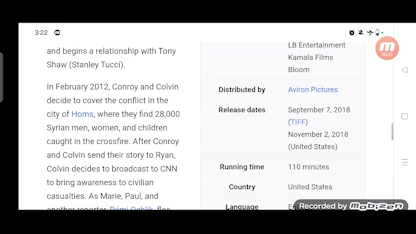 3:22
and begins a relationship with Tony
Shaw (Stanley Tucci).
In February 2012, Conroy and Colvin
decide to cover the conflict in the
city of Homs, where they find 28,000
Syrian men, women, and children
caught in the crossfire. After Conroy
and Colvin send their story to Ryan,
Colvin decides to broadcast to CNN
to bring awareness to civilian
casualties. As Marie, Paul, and
another reporter, Rémi Ochlik, flee
LB Entertainment
Kamala Films
Bloom
Distributed by Aviron Pictures
Release dates September 7, 2018
(TIFF)
November 2, 2018
(United States)
Running time 110 minutes
Country United States
Language
Recorded by mobizen